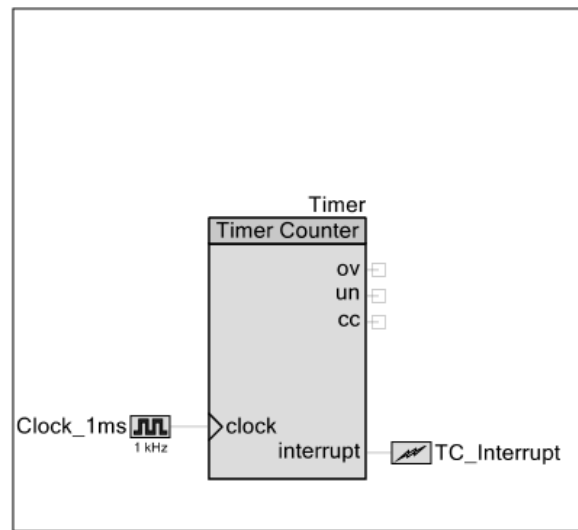 Timer
Timer Counter
ov
un
cc
Clock_1ms
1 kHz
clock
interrupt
TC_Interrupt